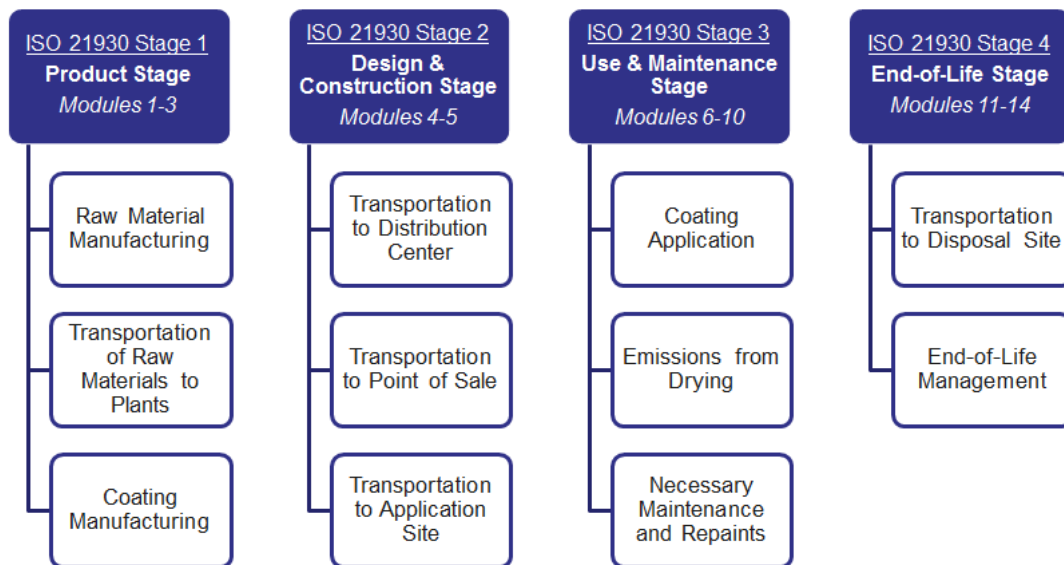 ISO 21930 Stage 1
Product Stage
Modules 1-3
Raw Material
Manufacturing
Transportation
of Raw
Materials to
Plants
Coating
Manufacturing
ISO 21930 Stage 2
Design &
Construction Stage
Modules 4-5
Transportation
to Distribution
Center
Transportation
to Point of Sale
Transportation
to Application
Site
ISO 21930 Stage 3
Use & Maintenance
Stage
Modules 6-10
Coating
Application
Emissions from
Drying
Necessary
Maintenance
and Repaints
ISO 21930 Stage 4
End-of-Life Stage
Modules 11-14
Transportation
to Disposal Site
End-of-Life
Management